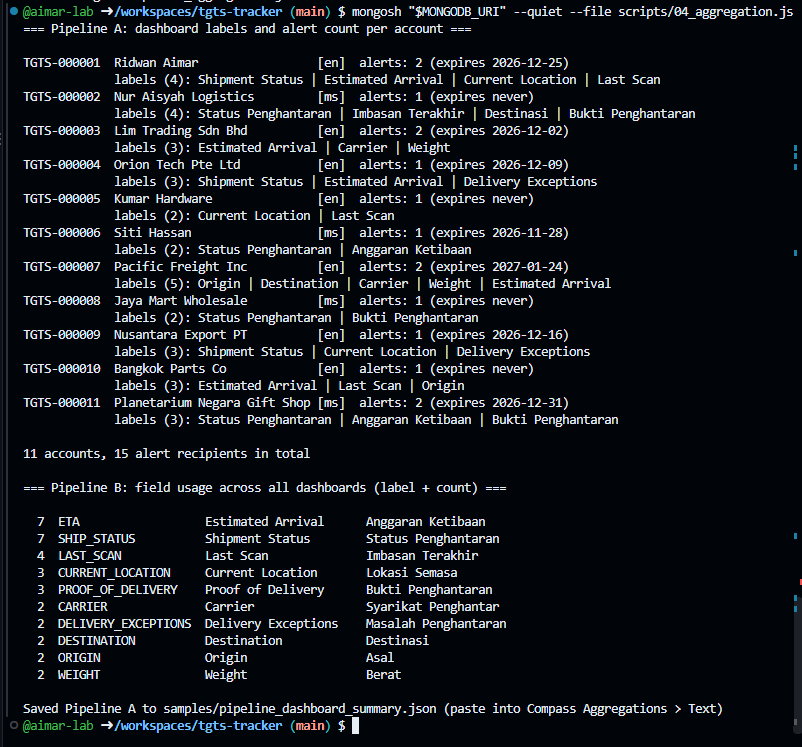 @aimar-lab ➜/workspaces/tgts-tracker (main) $ mongosh "$MONGODB_URI" --quiet --file scripts/04_aggregation.js
=== Pipeline A: dashboard labels and alert count per account ===
TGTS-000001  Ridwan Aimar                [en]  alerts: 2 (expires 2026-12-25)
             labels (4): Shipment Status | Estimated Arrival | Current Location | Last Scan
TGTS-000002  Nur Aisyah Logistics        [ms]  alerts: 1 (expires never)
             labels (4): Status Penghantaran | Imbasan Terakhir | Destinasi | Bukti Penghantaran
TGTS-000003  Lim Trading Sdn Bhd         [en]  alerts: 2 (expires 2026-12-02)
             labels (3): Estimated Arrival | Carrier | Weight
TGTS-000004  Orion Tech Pte Ltd          [en]  alerts: 1 (expires 2026-12-09)
             labels (3): Shipment Status | Estimated Arrival | Delivery Exceptions
TGTS-000005  Kumar Hardware              [en]  alerts: 1 (expires never)
             labels (2): Current Location | Last Scan
TGTS-000006  Siti Hassan                 [ms]  alerts: 1 (expires 2026-11-28)
             labels (2): Status Penghantaran | Anggaran Ketibaan
TGTS-000007  Pacific Freight Inc         [en]  alerts: 2 (expires 2027-01-24)
             labels (5): Origin | Destination | Carrier | Weight | Estimated Arrival
TGTS-000008  Jaya Mart Wholesale         [ms]  alerts: 1 (expires never)
             labels (2): Status Penghantaran | Bukti Penghantaran
TGTS-000009  Nusantara Export PT         [en]  alerts: 1 (expires 2026-12-16)
             labels (3): Shipment Status | Current Location | Delivery Exceptions
TGTS-000010  Bangkok Parts Co            [en]  alerts: 1 (expires never)
             labels (3): Estimated Arrival | Last Scan | Origin
TGTS-000011  Planetarium Negara Gift Shop [ms]  alerts: 2 (expires 2026-12-31)
             labels (3): Status Penghantaran | Anggaran Ketibaan | Bukti Penghantaran
11 accounts, 15 alert recipients in total
=== Pipeline B: field usage across all dashboards (label + count) ===
  7  ETA                  Estimated Arrival     Anggaran Ketibaan
  7  SHIP_STATUS          Shipment Status       Status Penghantaran
  4  LAST_SCAN            Last Scan             Imbasan Terakhir
  3  CURRENT_LOCATION     Current Location      Lokasi Semasa
  3  PROOF_OF_DELIVERY    Proof of Delivery     Bukti Penghantaran
  2  CARRIER              Carrier               Syarikat Penghantar
  2  DELIVERY_EXCEPTIONS  Delivery Exceptions   Masalah Penghantaran
  2  DESTINATION          Destination           Destinasi
  2  ORIGIN               Origin                Asal
  2  WEIGHT               Weight                Berat
Saved Pipeline A to samples/pipeline_dashboard_summary.json (paste into Compass Aggregations > Text)
@aimar-lab ➜/workspaces/tgts-tracker (main) $